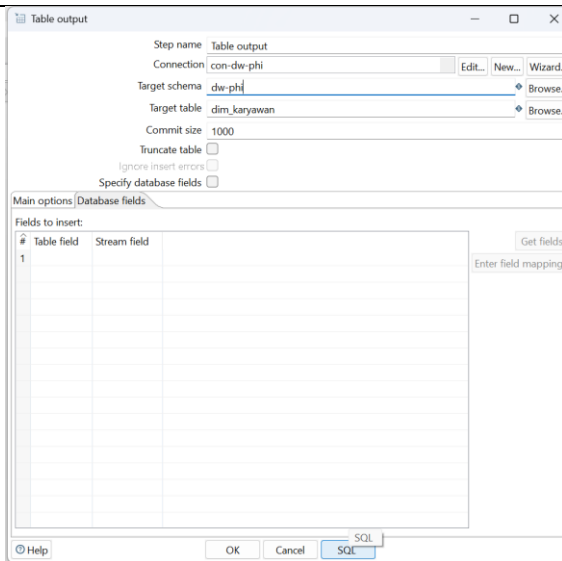 Table output
Step name Table output
Connection con-dw-phi Edit... New... Wizard.
Target schema dw-phi Browse.
Target table dim_karyawan Browse.
Commit size 1000
Truncate table
Ignore insert errors
Specify database fields
Main options Database fields
Fields to insert:
# Table field Stream field Get fields
1 Enter field mapping
SQL
Help OK Cancel SQL